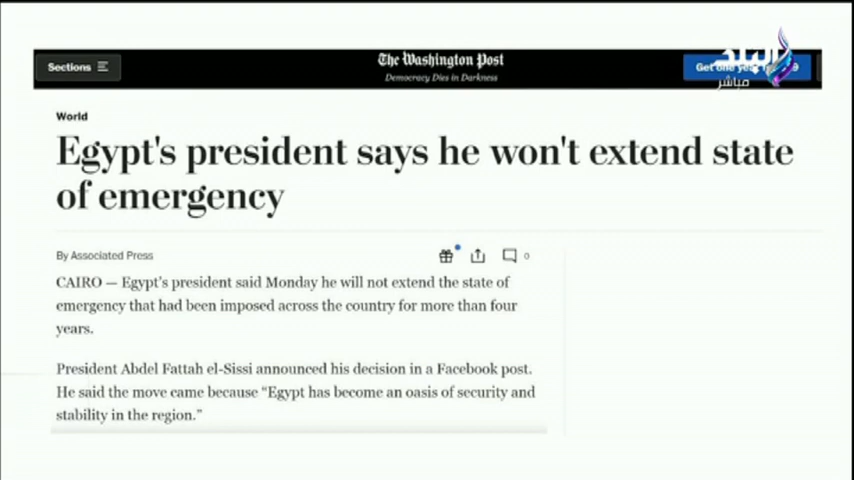 Sections
The Washington Post
Democracy Dies in Darkness
البلد
مباشر
World
Egypt's president says he won't extend state
of emergency
By Associated Press
0
CAIRO — Egypt's president said Monday he will not extend the state of
emergency that had been imposed across the country for more than four
years.
President Abdel Fattah el-Sissi announced his decision in a Facebook post.
He said the move came because “Egypt has become an oasis of security and
stability in the region.”